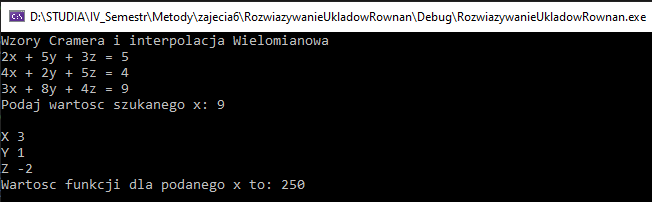 D:\STUDIA\IV_Semestr\Metody\zajecia6\RozwiazywanieUkladowRownan\Debug\RozwiazywanieUkladowRownan.exe
Wzory Cramera i interpolacja Wielomianowa
2x + 5y + 3z = 5
4x + 2y + 5z = 4
3x + 8y + 4z = 9
Podaj wartosc szukanego x: 9
X 3
Y 1
Z -2
Wartosc funkcji dla podanego x to: 250